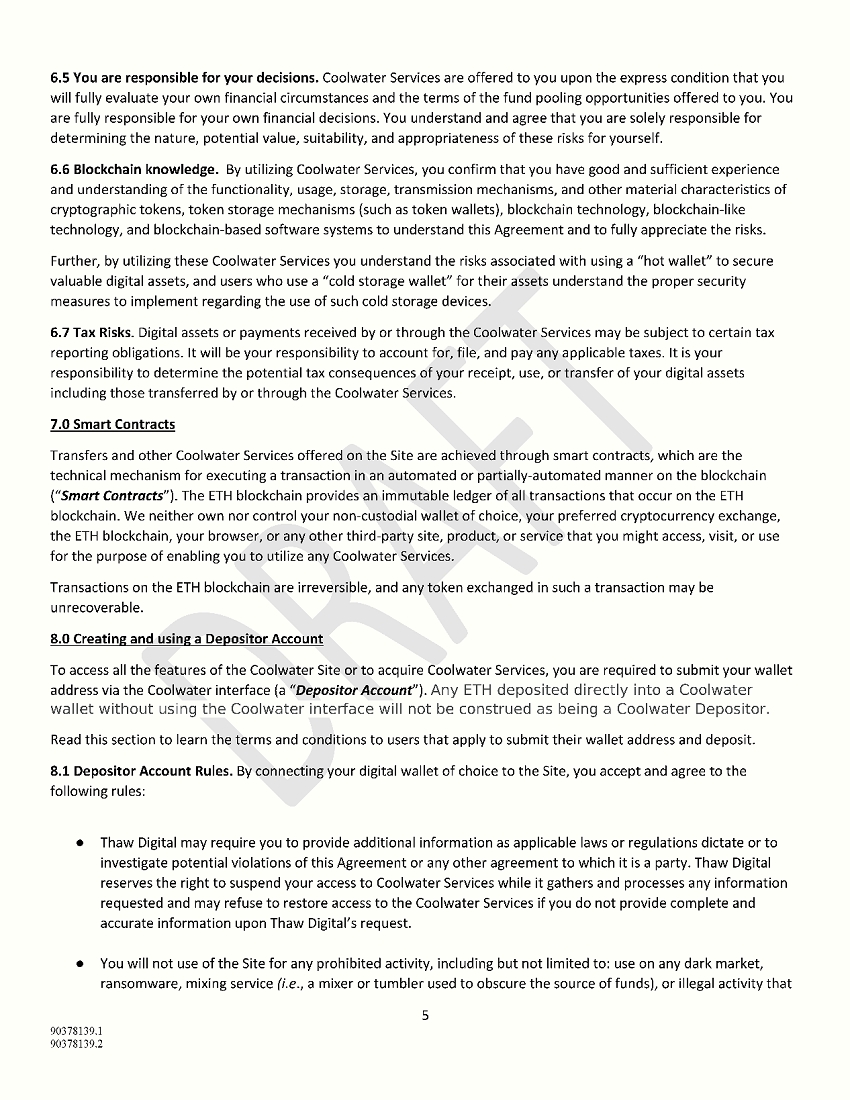 6.5 You are responsible for your decisions. Coolwater Services are offered to you upon the express condition that you
will fully evaluate your own financial circumstances and the terms of the fund pooling opportunities offered to you. You
are fully responsible for your own financial decisions. You understand and agree that you are solely responsible for
determining the nature, potential value, suitability, and appropriateness of these risks for yourself.
6.6 Blockchain knowledge. By utilizing Coolwater Services, you confirm that you have good and sufficient experience
and understanding of the functionality, usage, storage, transmission mechanisms, and other material characteristics of
cryptographic tokens, token storage mechanisms (such as token wallets), blockchain technology, blockchain-like
technology, and blockchain-based software systems to understand this Agreement and to fully appreciate the risks.
Further, by utilizing these Coolwater Services you understand the risks associated with using a “hot wallet” to secure
valuable digital assets, and users who use a “cold storage wallet” for their assets understand the proper security
measures to implement regarding the use of such cold storage devices.
6.7 Tax Risks. Digital assets or payments received by or through the Coolwater Services may be subject to certain tax
reporting obligations. It will be your responsibility to account for, file, and pay any applicable taxes. It is your
responsibility to determine the potential tax consequences of your receipt, use, or transfer of your digital assets
including those transferred by or through the Coolwater Services.
7.0 Smart Contracts
Transfers and other Coolwater Services offered on the Site are achieved through smart contracts, which are the
technical mechanism for executing a transaction in an automated or partially-automated manner on the blockchain
(“Smart Contracts”). The ETH blockchain provides an immutable ledger of all transactions that occur on the ETH
blockchain. We neither own nor control your non-custodial wallet of choice, your preferred cryptocurrency exchange,
the ETH blockchain, your browser, or any other third-party site, product, or service that you might access, visit, or use
for the purpose of enabling you to utilize any Coolwater Services.
Transactions on the ETH blockchain are irreversible, and any token exchanged in such a transaction may be
unrecoverable.
8.0 Creating and using a Depositor Account
To access all the features of the Coolwater Site or to acquire Coolwater Services, you are required to submit your wallet
address via the Coolwater interface (a “Depositor Account”). Any ETH deposited directly into a Coolwater
wallet without using the Coolwater interface will not be construed as being a Coolwater Depositor.
Read this section to learn the terms and conditions to users that apply to submit their wallet address and deposit.
8.1 Depositor Account Rules. By connecting your digital wallet of choice to the Site, you accept and agree to the
following rules:
● Thaw Digital may require you to provide additional information as applicable laws or regulations dictate or to
investigate potential violations of this Agreement or any other agreement to which it is a party. Thaw Digital
reserves the right to suspend your access to Coolwater Services while it gathers and processes any information
requested and may refuse to restore access to the Coolwater Services if you do not provide complete and
accurate information upon Thaw Digital’s request.
● You will not use of the Site for any prohibited activity, including but not limited to: use on any dark market,
ransomware, mixing service (i.e., a mixer or tumbler used to obscure the source of funds), or illegal activity that
5
90378139.1
90378139.2
DRAFT